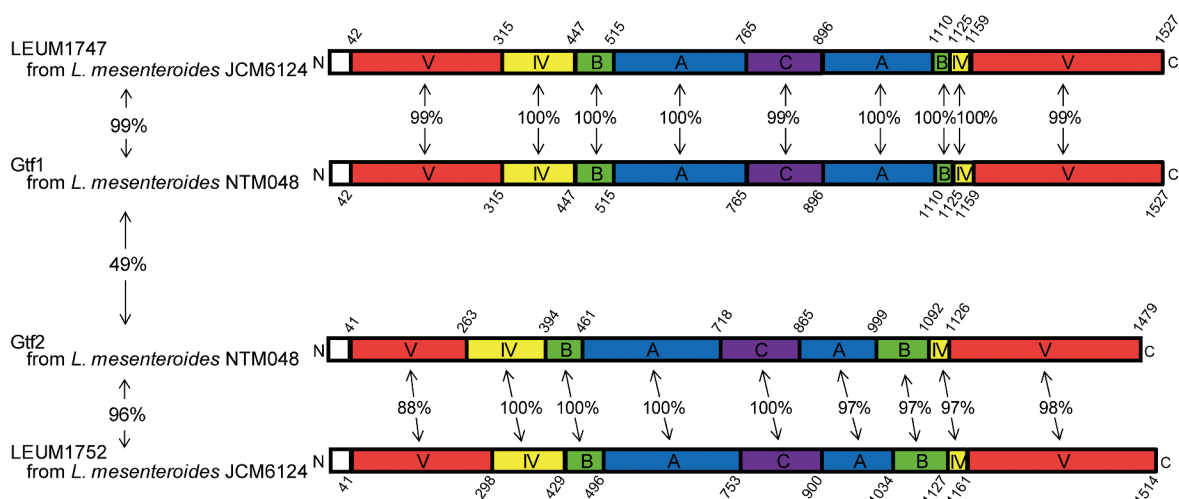 42 315 447 515 765 896 1110 1125 1159 1527
LEUM1747
from L. mesenteroides JCM6124
N V IV B A C A B IV V C
99%
99% 100% 100% 100% 99% 100% 100% 100% 99%
Gtf1
from L. mesenteroides NTM048
N V IV B A C A B IV V C
42 315 447 515 765 896 1110 1125 1159 1527
49%
41 263 394 461 718 865 999 1092 1126 1479
Gtf2
from L. mesenteroides NTM048
N V IV B A C A B IV V C
96%
88% 100% 100% 100% 100% 97% 97% 97% 98%
LEUM1752
from L. mesenteroides JCM6124
N V IV B A C A B IV V C
41 298 429 496 753 900 1034 1127 1161 1514